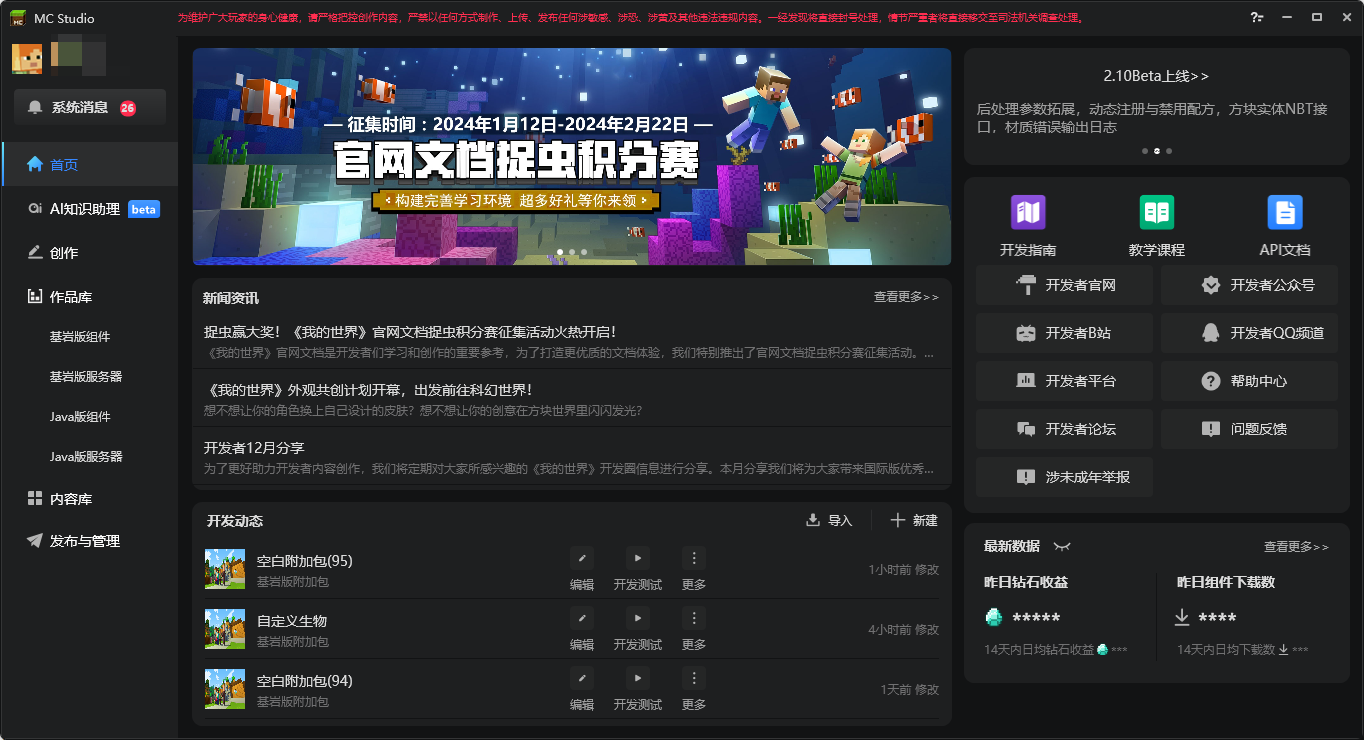 MC Studio
为维护广大玩家的身心健康，请严格把控创作内容，严禁以任何方式制作、上传、发布任何涉敏感、涉恐、涉黄及其他违法违规内容。一经发现将直接封号处理，情节严重者将直接移交至司法机关调查处理。
系统消息 26
首页
AI知识助理 beta
创作
作品库
基岩版组件
基岩版服务器
Java版组件
Java版服务器
内容库
发布与管理
— 征集时间：2024年1月12日-2024年2月22日 —
官网文档捉虫积分赛
构建完善学习环境 超多好礼等你来领
新闻资讯
查看更多>>
捉虫赢大奖！《我的世界》官网文档捉虫积分赛征集活动火热开启！
《我的世界》官网文档是开发者们学习和创作的重要参考，为了打造更优质的文档体验，我们特别推出了官网文档捉虫积分赛征集活动。...
《我的世界》外观共创计划开幕，出发前往科幻世界！
想不想让你的角色换上自己设计的皮肤？想不想让你的创意在方块世界里闪闪发光？
开发者12月分享
为了更好助力开发者内容创作，我们将定期对大家所感兴趣的《我的世界》开发圈信息进行分享。本月分享我们将为大家带来国际版优秀...
开发动态
导入
新建
空白附加包(95)
基岩版附加包
编辑 开发测试 更多
1小时前 修改
自定义生物
基岩版附加包
编辑 开发测试 更多
4小时前 修改
空白附加包(94)
基岩版附加包
编辑 开发测试 更多
1天前 修改
2.10Beta上线>>
后处理参数拓展，动态注册与禁用配方，方块实体NBT接
口，材质错误输出日志
开发指南 教学课程 API文档
开发者官网 开发者公众号
开发者B站 开发者QQ频道
开发者平台 帮助中心
开发者论坛 问题反馈
涉未成年举报
最新数据
查看更多>>
昨日钻石收益 昨日组件下载数
***** ****
14天内日均钻石收益 *** 14天内日均下载数 ***